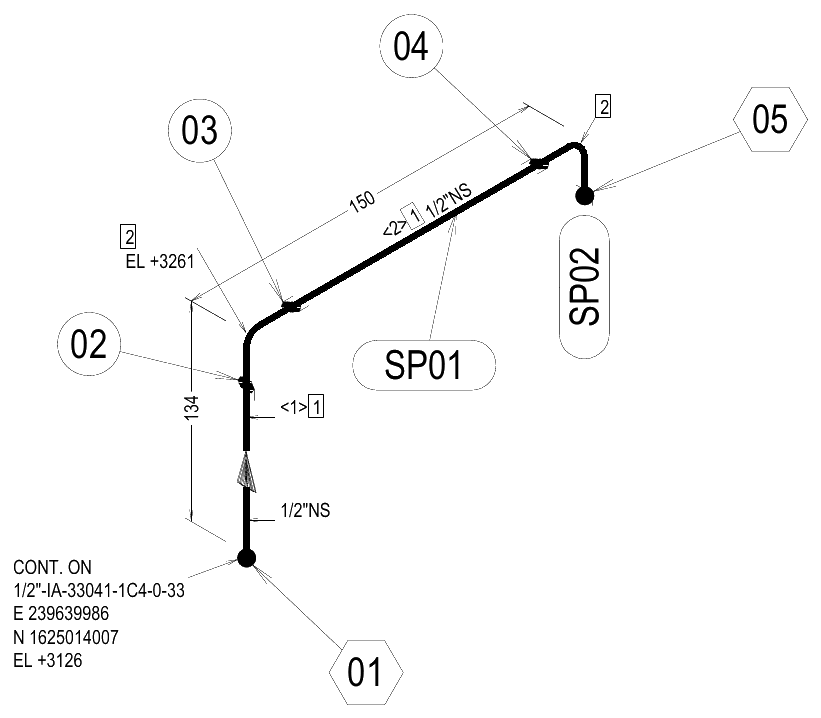 04
2
05
03
150
<2> 1 1/2"NS
2
EL +3261
SP02
02
SP01
134
<1> 1
1/2"NS
CONT. ON
1/2"-IA-33041-1C4-0-33
E 239639986
N 1625014007
EL +3126
01